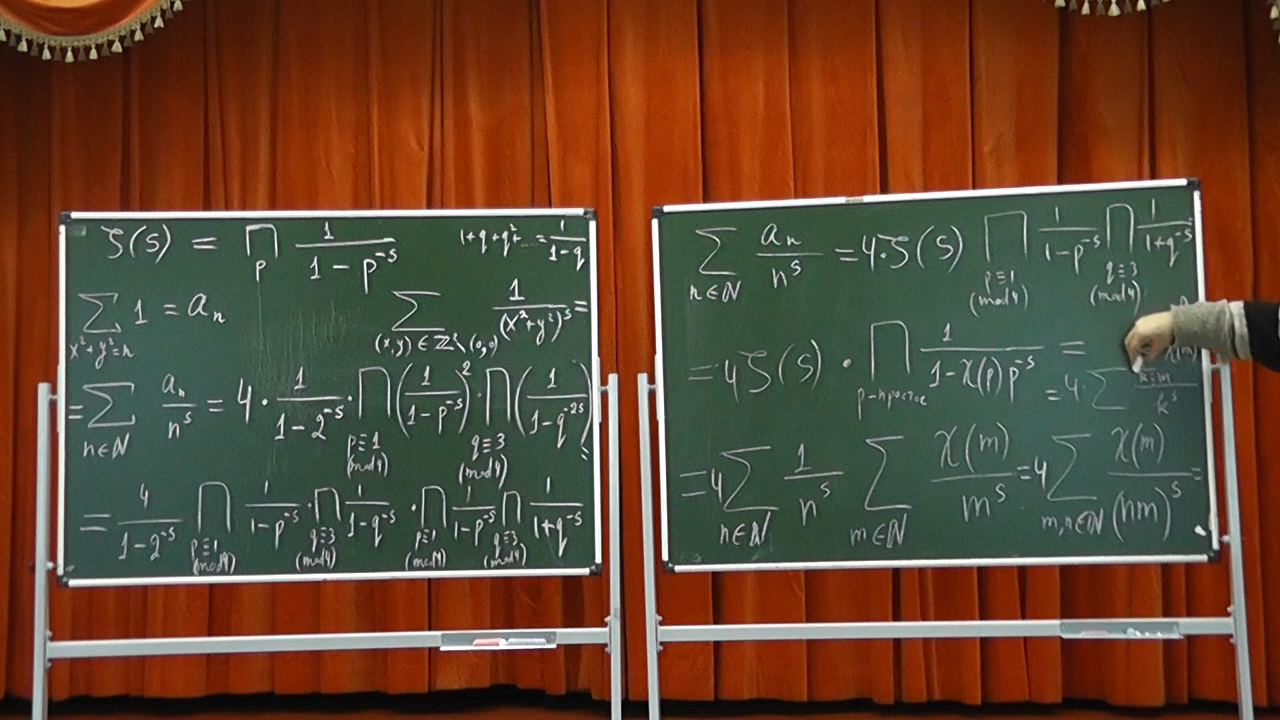 ζ(s) = ∏_p 1/(1 − p^{-s})
1+q+q²+... = 1/(1−q)
∑_{x²+y²=n} 1 = a_n
∑_{(x,y) ∈ ℤ²∖(0,0)} 1/(x²+y²)^s =
= ∑_{n∈ℕ} a_n/n^s = 4 · 1/(1−2^{-s}) · ∏_{p≡1 (mod 4)} (1/(1−p^{-s}))² · ∏_{q≡3 (mod 4)} (1/(1−q^{-2s})) =
= 4/(1−2^{-s}) ∏_{p≡1 (mod 4)} 1/(1−p^{-s}) · ∏_{q≡3 (mod 4)} 1/(1−q^{-s}) · ∏_{p≡1 (mod 4)} 1/(1−p^{-s}) ∏_{q≡3 (mod 4)} 1/(1+q^{-s})
∑_{n∈ℕ} a_n/n^s = 4·ζ(s) ∏_{p≡1 (mod 4)} 1/(1−p^{-s}) ∏_{q≡3 (mod 4)} 1/(1+q^{-s})
= 4ζ(s) · ∏_{p−простое} 1/(1−χ(p)p^{-s}) =
= 4∑_{n∈ℕ} 1/n^s ∑_{m∈ℕ} χ(m)/m^s = 4∑_{m,n∈ℕ} χ(m)/(nm)^s =
= 4·∑ χ(m)/k^s